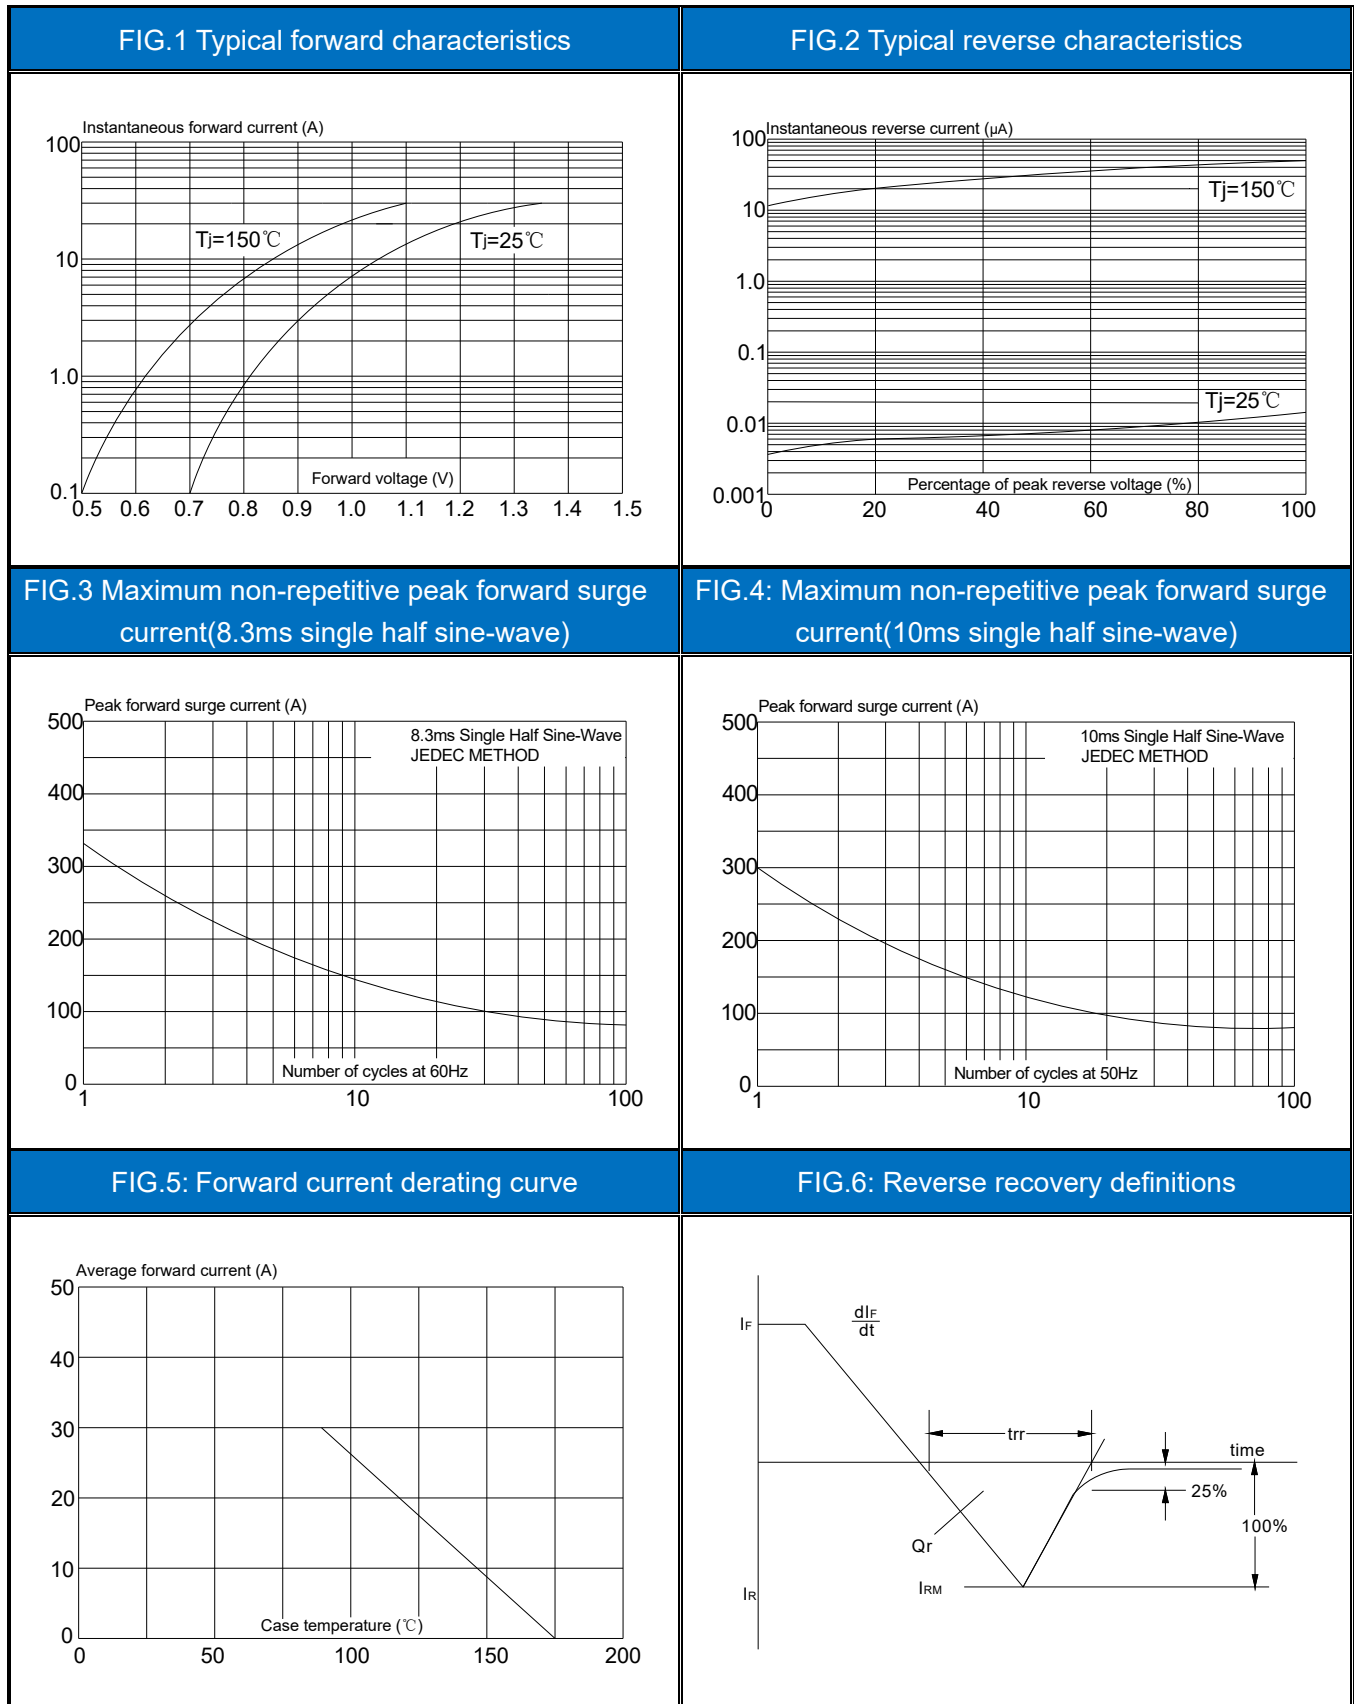 FIG.1 Typical forward characteristics
FIG.2 Typical reverse characteristics
Instantaneous forward current (A)
100
10
1.0
0.1
Tj=150℃
Tj=25℃
Forward voltage (V)
0.5 0.6 0.7 0.8 0.9 1.0 1.1 1.2 1.3 1.4 1.5
Instantaneous reverse current (μA)
100
10
1.0
0.1
0.01
0.001
Tj=150℃
Tj=25℃
Percentage of peak reverse voltage (%)
0 20 40 60 80 100
FIG.3 Maximum non-repetitive peak forward surge
current(8.3ms single half sine-wave)
FIG.4: Maximum non-repetitive peak forward surge
current(10ms single half sine-wave)
Peak forward surge current (A)
500
400
300
200
100
0
8.3ms Single Half Sine-Wave
JEDEC METHOD
Number of cycles at 60Hz
1 10 100
Peak forward surge current (A)
500
400
300
200
100
0
10ms Single Half Sine-Wave
JEDEC METHOD
Number of cycles at 50Hz
1 10 100
FIG.5: Forward current derating curve
FIG.6: Reverse recovery definitions
Average forward current (A)
50
40
30
20
10
0
Case temperature (℃)
0 50 100 150 200
IF
dIF
dt
trr
time
25%
100%
Qr
IRM
IR